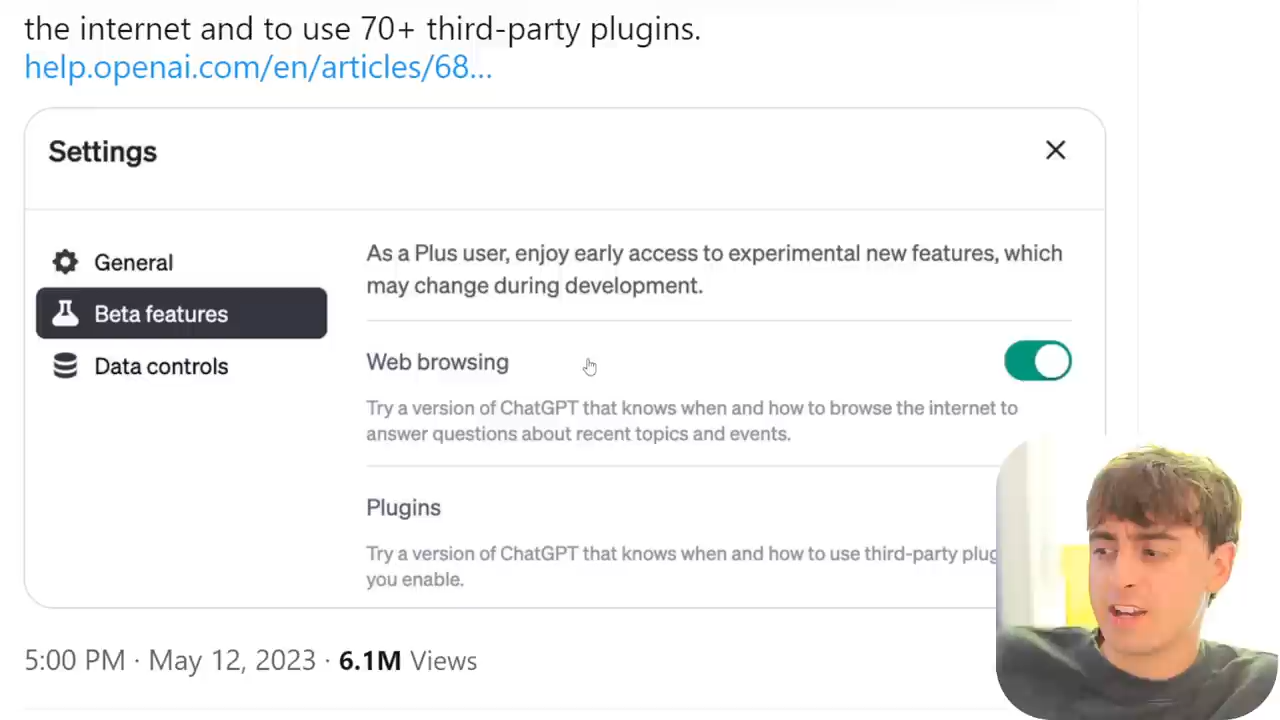 the internet and to use 70+ third-party plugins.
help.openai.com/en/articles/68...
Settings
General
Beta features
Data controls
As a Plus user, enjoy early access to experimental new features, which
may change during development.
Web browsing
Try a version of ChatGPT that knows when and how to browse the internet to
answer questions about recent topics and events.
Plugins
Try a version of ChatGPT that knows when and how to use third-party plug
you enable.
5:00 PM · May 12, 2023 · 6.1M Views